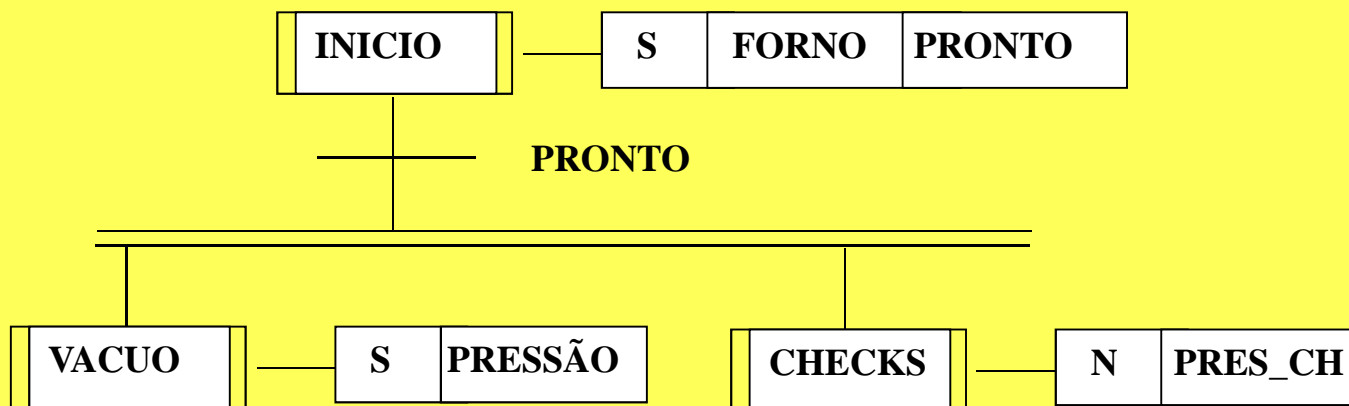 INICIO S FORNO PRONTO
PRONTO
VACUO S PRESSÃO CHECKS N PRES_CH